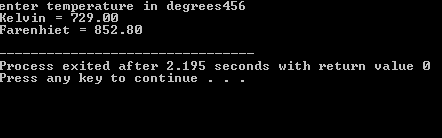 enter temperature in degrees456
Kelvin = 729.00
Farenhiet = 852.80
--------------------------------
Process exited after 2.195 seconds with return value 0
Press any key to continue . . .